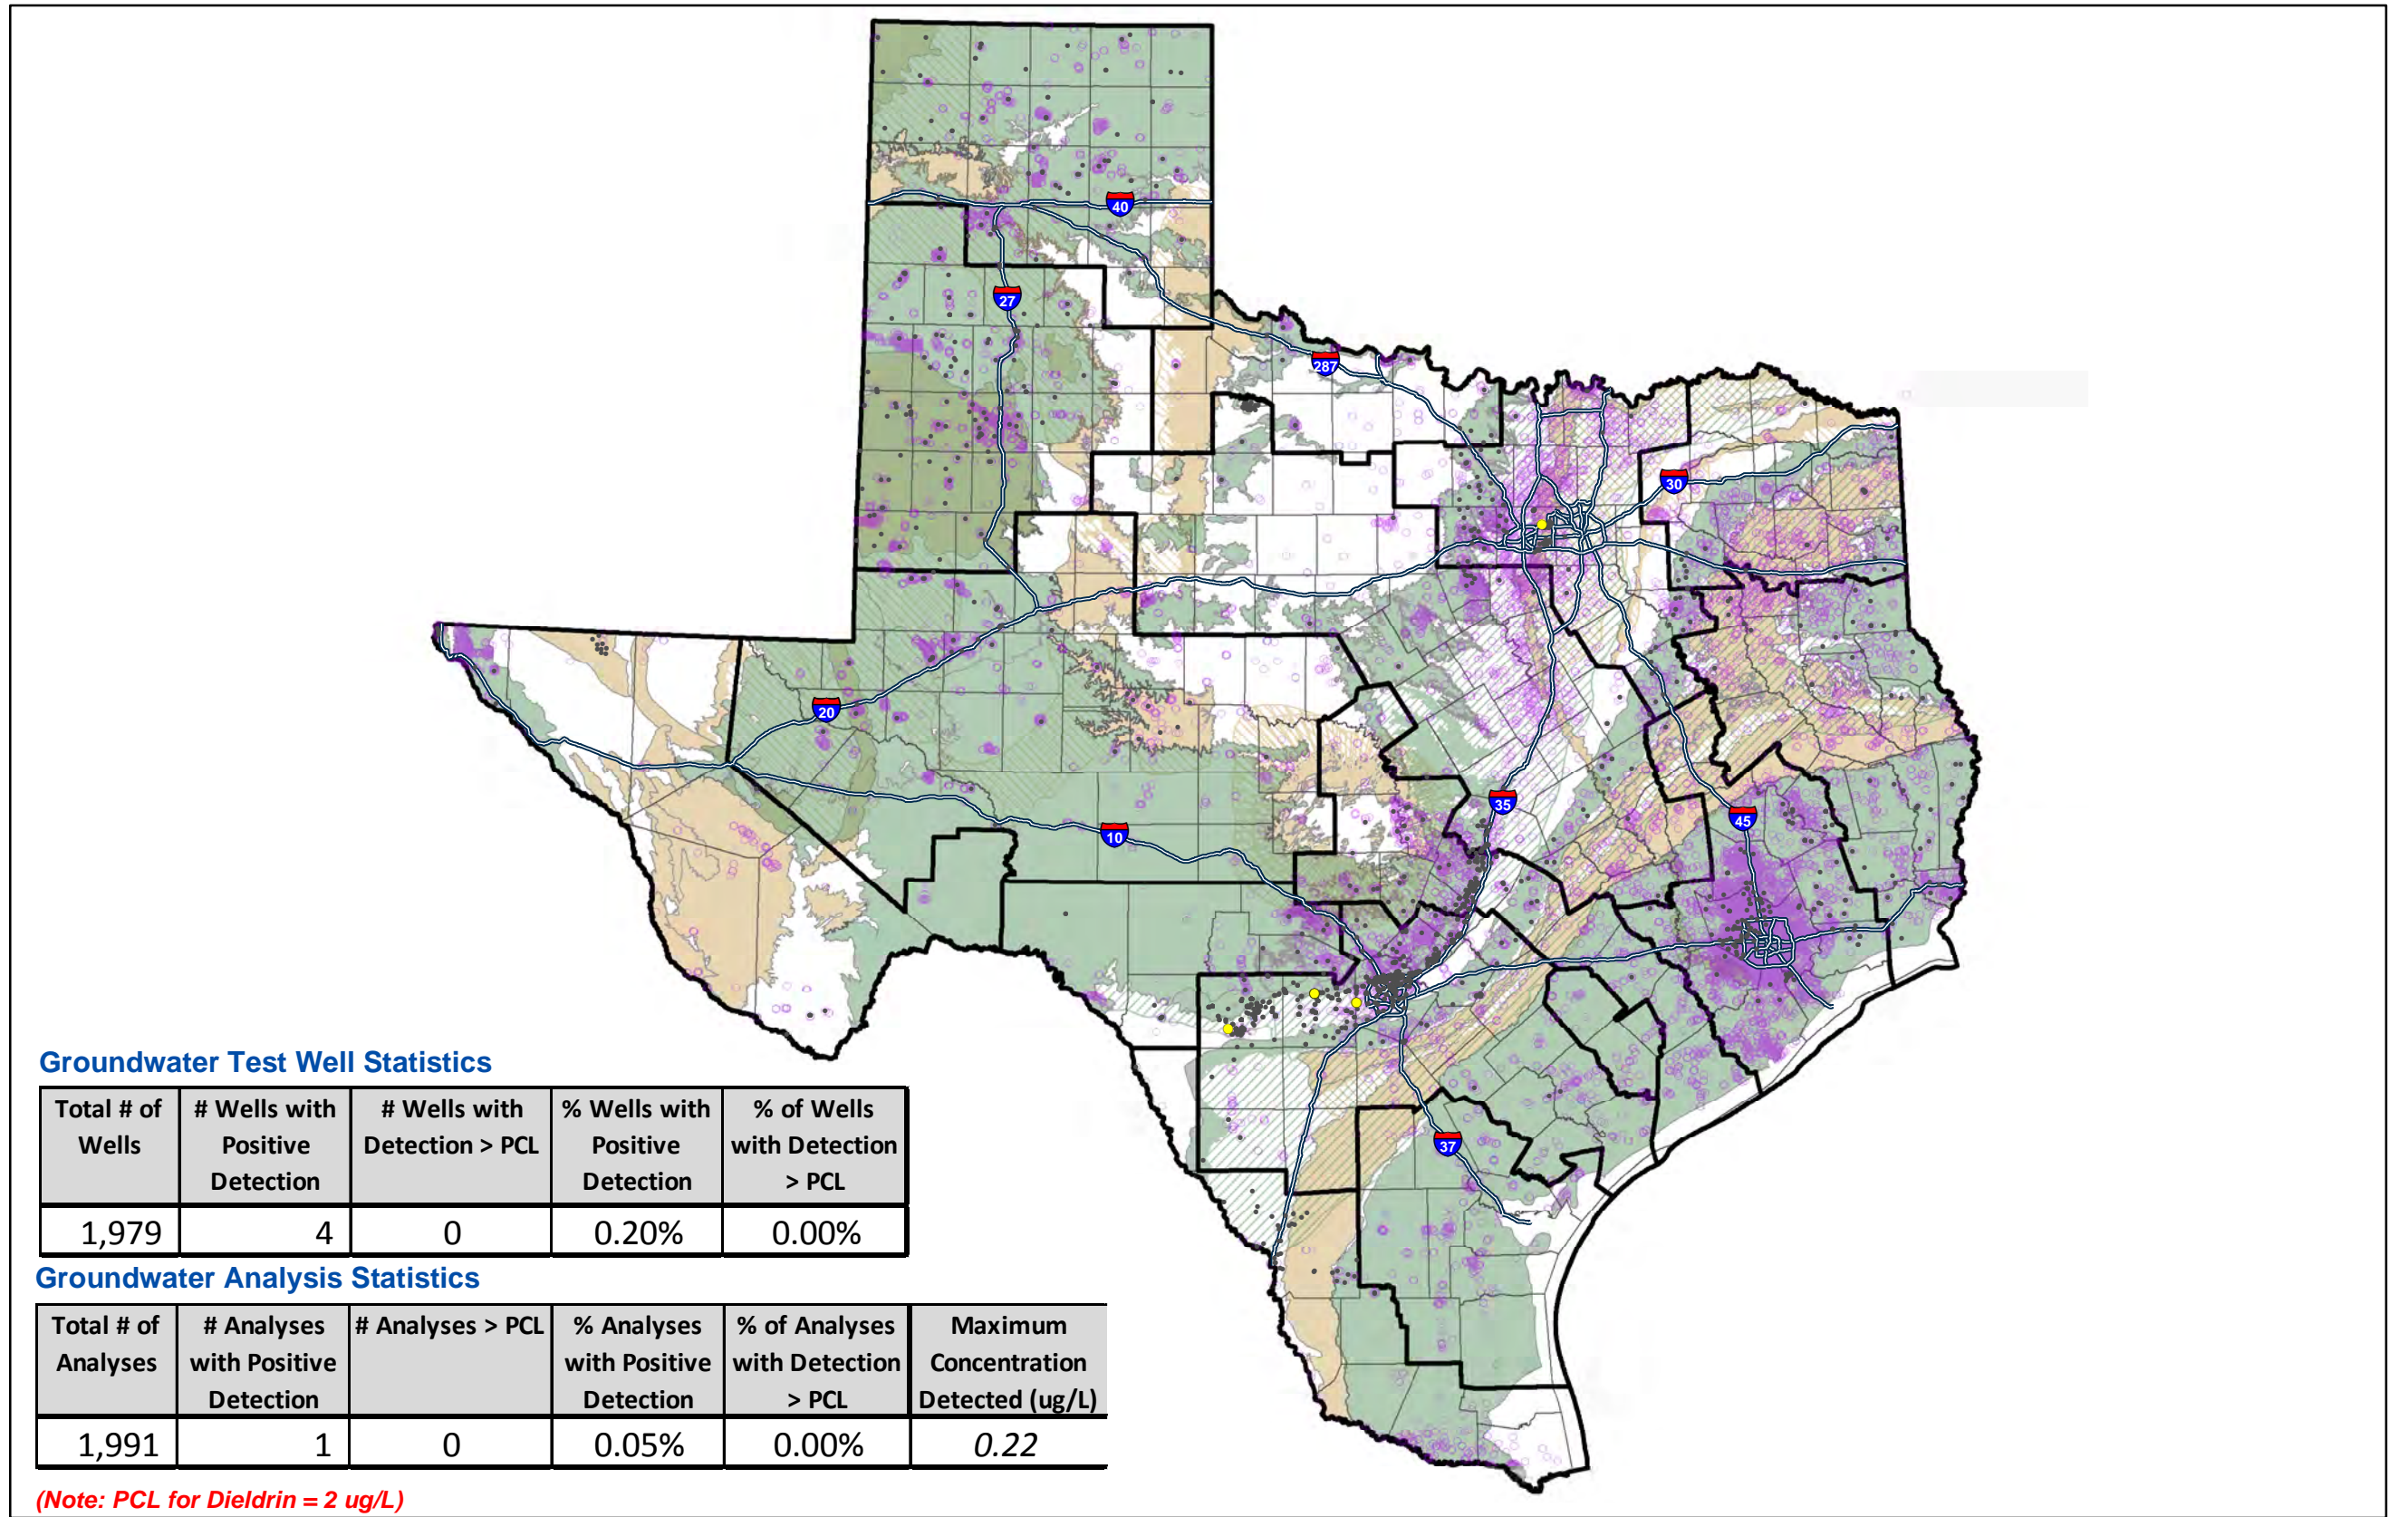 40
27
287
30
20
35
10
45
Groundwater Test Well Statistics
Total # of Wells
# Wells with Positive Detection
# Wells with Detection > PCL
% Wells with Positive Detection
% of Wells with Detection > PCL
1,979
4
0
0.20%
0.00%
37
Groundwater Analysis Statistics
Total # of Analyses
# Analyses with Positive Detection
# Analyses > PCL
% Analyses with Positive Detection
% of Analyses with Detection > PCL
Maximum Concentration Detected (ug/L)
1,991
1
0
0.05%
0.00%
0.22
(Note: PCL for Dieldrin = 2 ug/L)